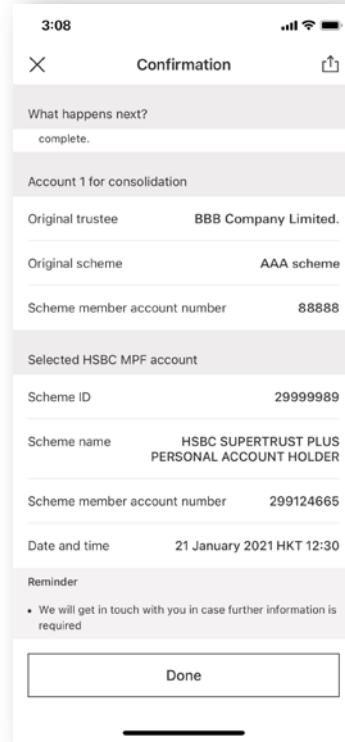 3:08
Confirmation
What happens next?
complete.
Account 1 for consolidation
Original trustee BBB Company Limited.
Original scheme AAA scheme
Scheme member account number 88888
Selected HSBC MPF account
Scheme ID 29999989
Scheme name HSBC SUPERTRUST PLUS
PERSONAL ACCOUNT HOLDER
Scheme member account number 299124665
Date and time 21 January 2021 HKT 12:30
Reminder
• We will get in touch with you in case further information is
required
Done